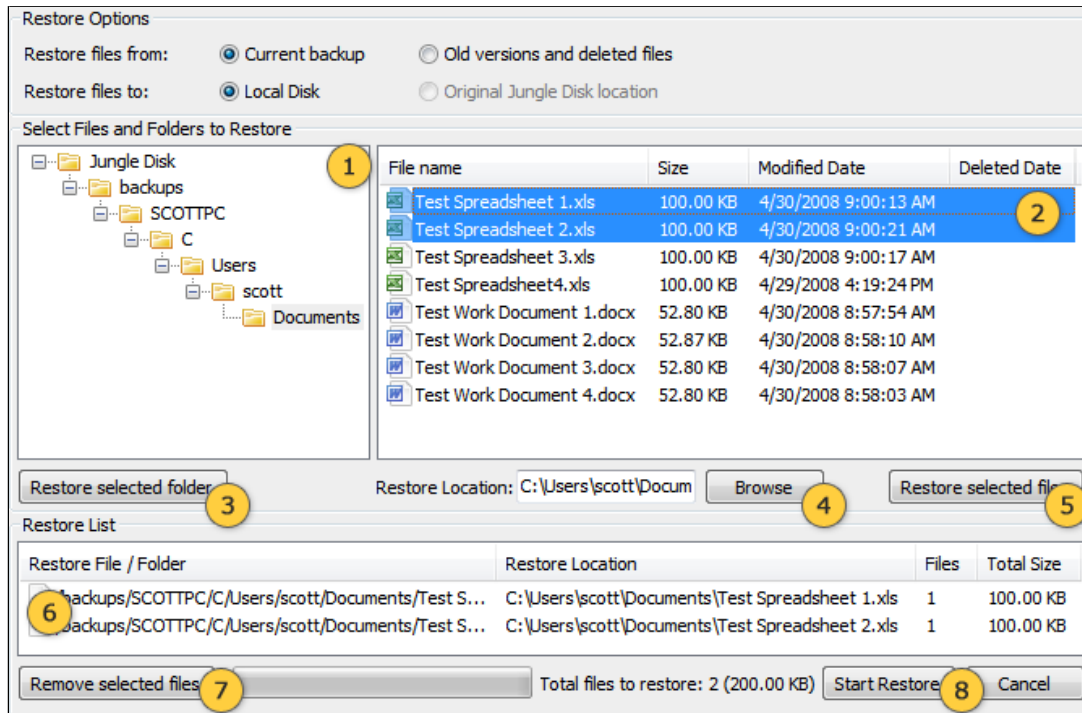 Restore Options
Restore files from: Current backup Old versions and deleted files
Restore files to: Local Disk Original Jungle Disk location
Select Files and Folders to Restore
Jungle Disk
backups
SCOTTPC
C
Users
scott
Documents
1
File name Size Modified Date Deleted Date
Test Spreadsheet 1.xls 100.00 KB 4/30/2008 9:00:13 AM
Test Spreadsheet 2.xls 100.00 KB 4/30/2008 9:00:21 AM
2
Test Spreadsheet 3.xls 100.00 KB 4/30/2008 9:00:17 AM
Test Spreadsheet4.xls 100.00 KB 4/29/2008 4:19:24 PM
Test Work Document 1.docx 52.80 KB 4/30/2008 8:57:54 AM
Test Work Document 2.docx 52.87 KB 4/30/2008 8:58:10 AM
Test Work Document 3.docx 52.80 KB 4/30/2008 8:58:07 AM
Test Work Document 4.docx 52.80 KB 4/30/2008 8:58:03 AM
Restore selected folder 3 Restore Location: C:\Users\scott\Docum Browse 4 Restore selected 5
Restore List
Restore File / Folder Restore Location Files Total Size
/backups/SCOTTPC/C/Users/scott/Documents/Test S... C:\Users\scott\Documents\Test Spreadsheet 1.xls 1 100.00 KB
6
/backups/SCOTTPC/C/Users/scott/Documents/Test S... C:\Users\scott\Documents\Test Spreadsheet 2.xls 1 100.00 KB
Remove selected files 7 Total files to restore: 2 (200.00 KB) Start Restore 8 Cancel